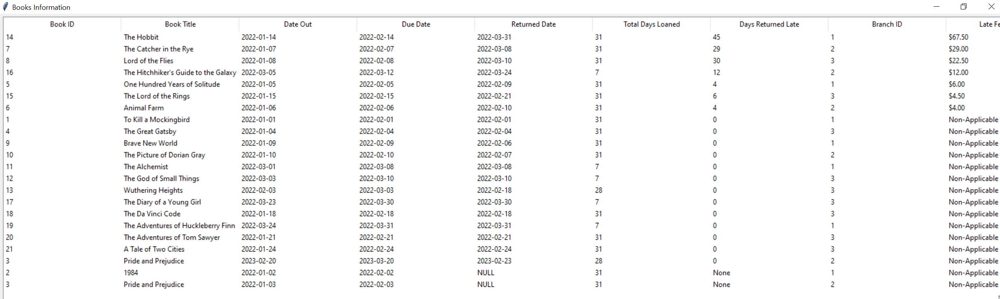 Books Information
Book ID Book Title Date Out Due Date Returned Date Total Days Loaned Days Returned Late Branch ID Late Fe
14 The Hobbit 2022-01-14 2022-02-14 2022-03-31 31 45 1 $67.50
7 The Catcher in the Rye 2022-01-07 2022-02-07 2022-03-08 31 29 2 $29.00
8 Lord of the Flies 2022-01-08 2022-02-08 2022-03-10 31 30 3 $22.50
16 The Hitchhiker's Guide to the Galaxy 2022-03-05 2022-03-12 2022-03-24 7 12 2 $12.00
5 One Hundred Years of Solitude 2022-01-05 2022-02-05 2022-02-09 31 4 1 $6.00
15 The Lord of the Rings 2022-01-15 2022-02-15 2022-02-21 31 6 3 $4.50
6 Animal Farm 2022-01-06 2022-02-06 2022-02-10 31 4 2 $4.00
1 To Kill a Mockingbird 2022-01-01 2022-02-01 2022-02-01 31 0 1 Non-Applicable
4 The Great Gatsby 2022-01-04 2022-02-04 2022-02-04 31 0 3 Non-Applicable
9 Brave New World 2022-01-09 2022-02-09 2022-02-06 31 0 1 Non-Applicable
10 The Picture of Dorian Gray 2022-01-10 2022-02-10 2022-02-07 31 0 2 Non-Applicable
11 The Alchemist 2022-03-01 2022-03-08 2022-03-08 7 0 1 Non-Applicable
12 The God of Small Things 2022-03-03 2022-03-10 2022-03-10 7 0 3 Non-Applicable
13 Wuthering Heights 2022-02-03 2022-03-03 2022-02-18 28 0 3 Non-Applicable
17 The Diary of a Young Girl 2022-03-23 2022-03-30 2022-03-30 7 0 3 Non-Applicable
18 The Da Vinci Code 2022-01-18 2022-02-18 2022-02-18 31 0 3 Non-Applicable
19 The Adventures of Huckleberry Finn 2022-03-24 2022-03-31 2022-03-31 7 0 1 Non-Applicable
20 The Adventures of Tom Sawyer 2022-01-21 2022-02-21 2022-02-21 31 0 3 Non-Applicable
21 A Tale of Two Cities 2022-01-24 2022-02-24 2022-02-24 31 0 3 Non-Applicable
3 Pride and Prejudice 2023-02-20 2023-03-20 2023-02-23 28 0 2 Non-Applicable
2 1984 2022-01-02 2022-02-02 NULL 31 None 1 Non-Applicable
3 Pride and Prejudice 2022-01-03 2022-02-03 NULL 31 None 2 Non-Applicable